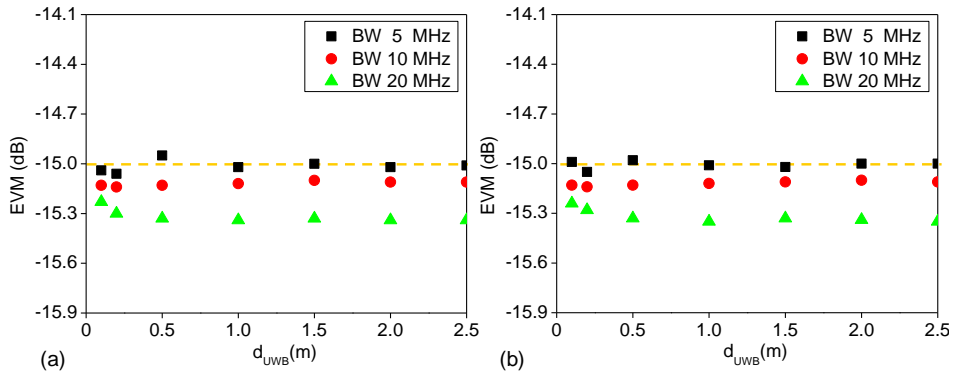 -14.1
-14.4
-14.7
-15.0
-15.3
-15.6
-15.9
EVM (dB)
BW 5 MHz
BW 10 MHz
BW 20 MHz
0 0.5 1.0 1.5 2.0 2.5
(a)
dUWB(m)
-14.1
-14.4
-14.7
-15.0
-15.3
-15.6
-15.9
EVM (dB)
BW 5 MHz
BW 10 MHz
BW 20 MHz
0 0.5 1.0 1.5 2.0 2.5
(b)
dUWB(m)